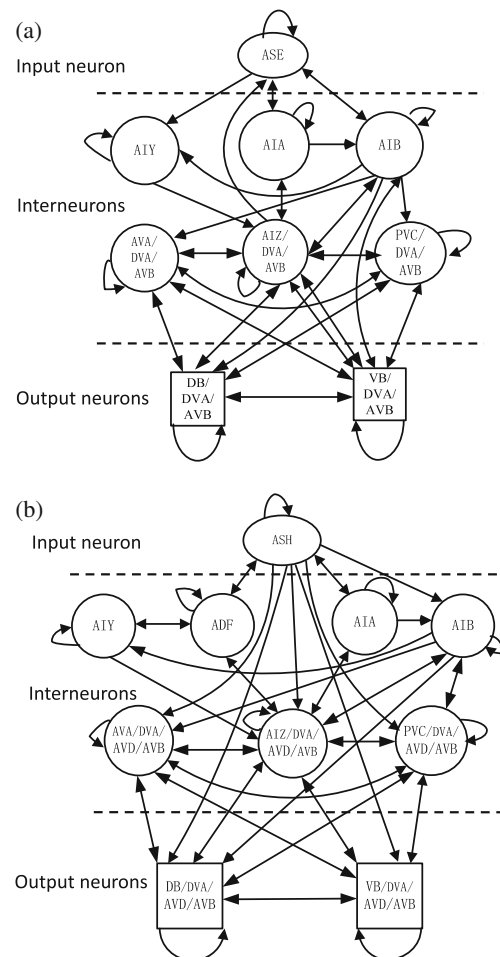 (a)
ASE
Input neuron
AIY
AIA
AIB
Interneurons
AVA/
DVA/
AVB
AIZ/
DVA/
AVB
PVC/
DVA/
AVB
Output neurons
DB/
DVA/
AVB
VB/
DVA/
AVB
(b)
Input neuron
ASH
AIY
ADF
AIA
AIB
Interneurons
AVA/DVA/
AVD/AVB
AIZ/DVA/
AVD/AVB
PVC/DVA/
AVD/AVB
Output neurons
DB/DVA/
AVD/AVB
VB/DVA/
AVD/AVB